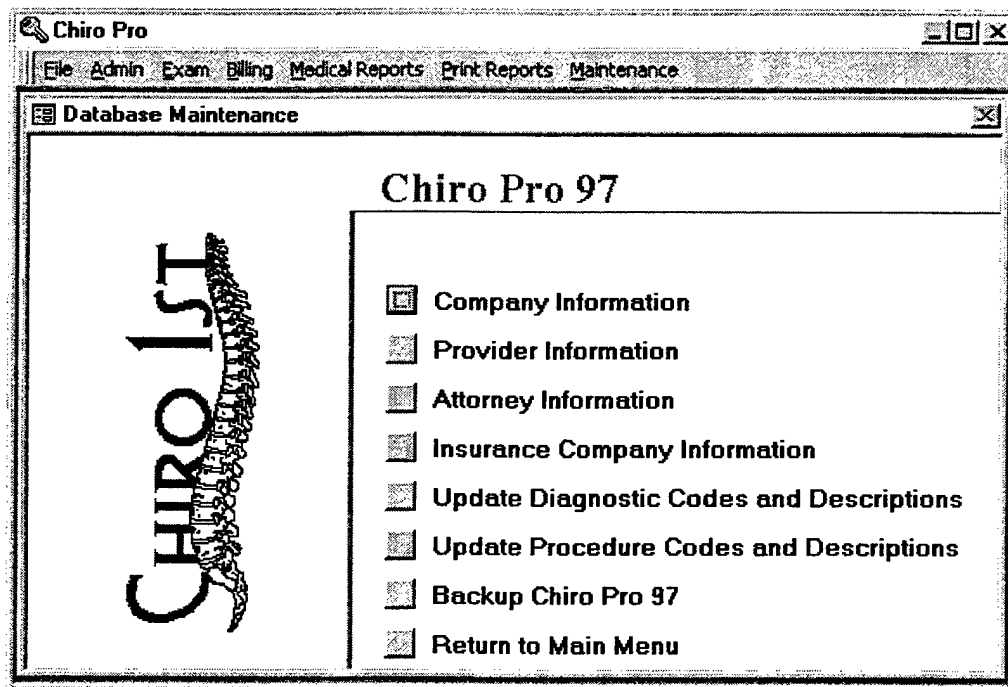 Chiro Pro
File Admin Exam Billing Medical Reports Print Reports Maintenance
Database Maintenance
Chiro Pro 97
CHIRO 1ST
Company Information
Provider Information
Attorney Information
Insurance Company Information
Update Diagnostic Codes and Descriptions
Update Procedure Codes and Descriptions
Backup Chiro Pro 97
Return to Main Menu